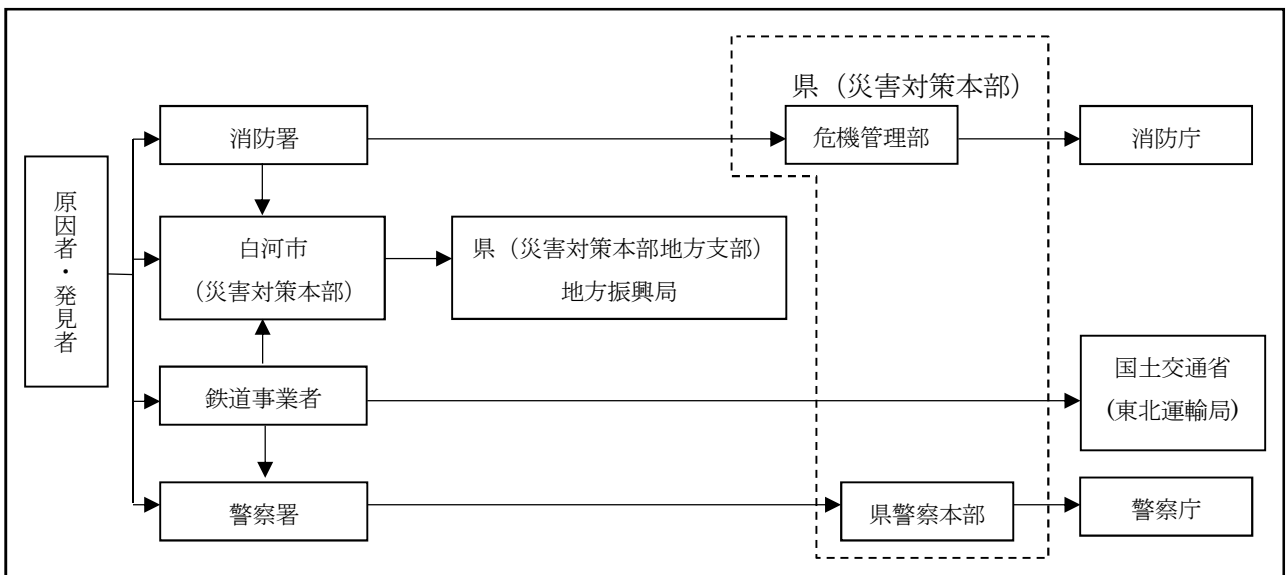 県（災害対策本部）
消防署
危機管理部
消防庁
原因者・発見者
白河市
（災害対策本部）
県（災害対策本部地方支部）
地方振興局
鉄道事業者
国土交通省
(東北運輸局)
警察署
県警察本部
警察庁